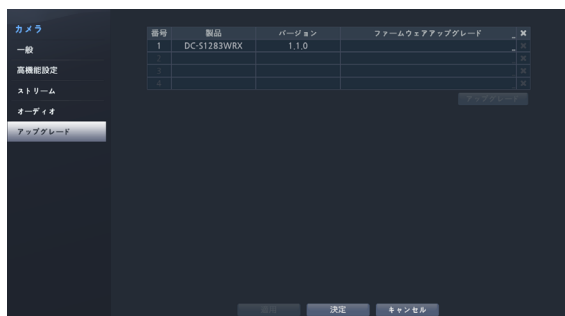 カメラ
一般
高機能設定
ストリーム
オーディオ
アップグレード
番号 製品 バージョン ファームウェアアップグレード
1 DC-S1283WRX 1.1.0
2
3
4
アップグレード
適用 決定 キャンセル